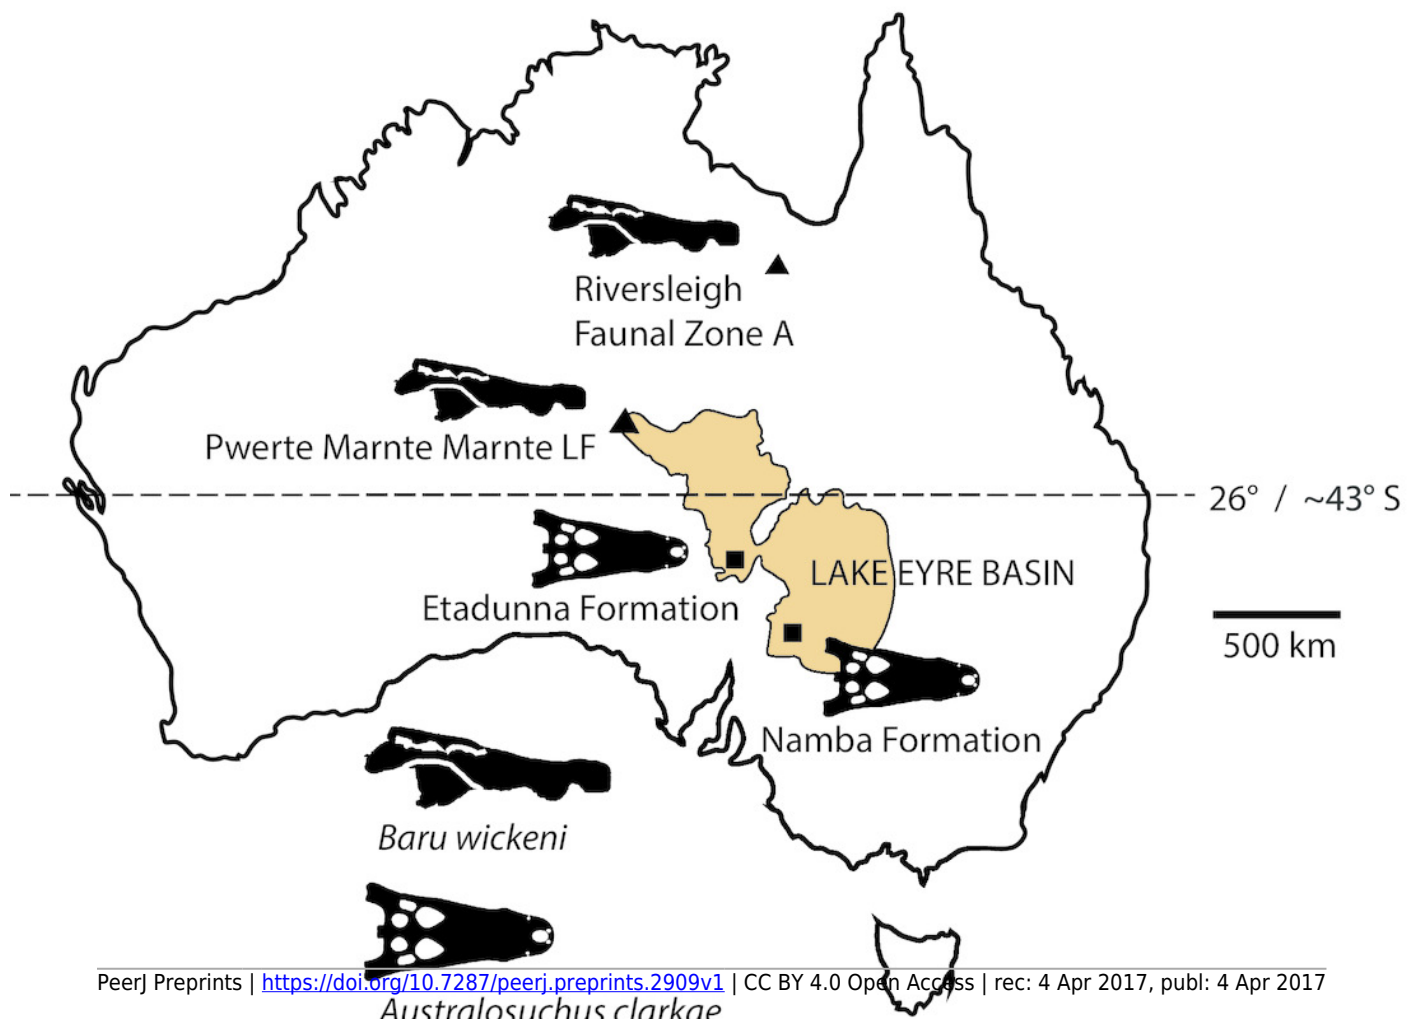 Riversleigh
Faunal Zone A
Pwerte Marnte Marnte LF
26° / ~43° S
LAKE EYRE BASIN
Etadunna Formation
500 km
Namba Formation
Baru wickeni
PeerJ Preprints | https://doi.org/10.7287/peerj.preprints.2909v1 | CC BY 4.0 Open Access | rec: 4 Apr 2017, publ: 4 Apr 2017
Australosuchus clarkae